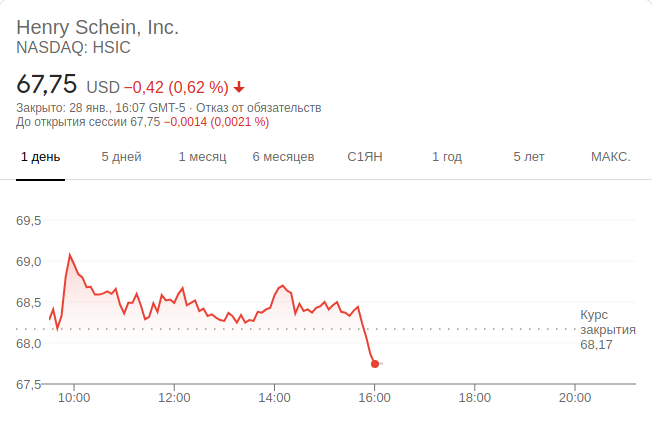 Henry Schein, Inc.
NASDAQ: HSIC
67,75 USD −0,42 (0,62 %)
Закрыто: 28 янв., 16:07 GMT-5 · Отказ от обязательств
До открытия сессии 67,75 −0,0014 (0,0021 %)
1 день 5 дней 1 месяц 6 месяцев С1ЯН 1 год 5 лет МАКС.
69,5
69,0
68,5
Курс
закрытия
68,17
68,0
67,5
10:00 12:00 14:00 16:00 18:00 20:00